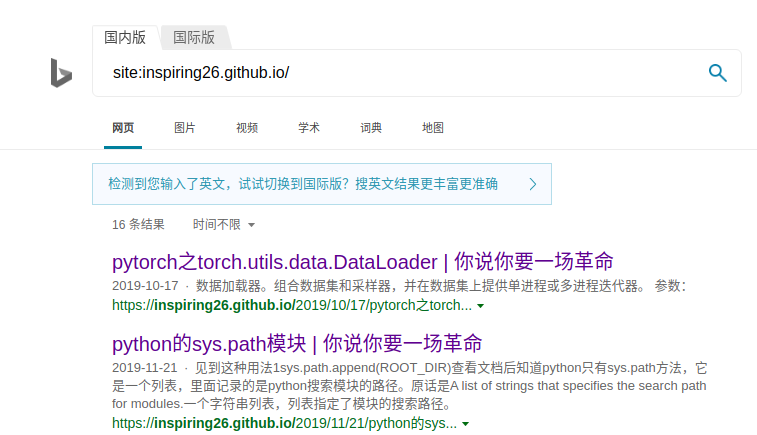 国内版 国际版
site:inspiring26.github.io/
网页 图片 视频 学术 词典 地图
检测到您输入了英文，试试切换到国际版？搜英文结果更丰富更准确
16 条结果 时间不限
pytorch之torch.utils.data.DataLoader | 你说你要一场革命
2019-10-17 · 数据加载器。组合数据集和采样器，并在数据集上提供单进程或多进程迭代器。 参数：
https://inspiring26.github.io/2019/10/17/pytorch之torch...
python的sys.path模块 | 你说你要一场革命
2019-11-21 · 见到这种用法1sys.path.append(ROOT_DIR)查看文档后知道python只有sys.path方法，它
是一个列表，里面记录的是python搜索模块的路径。原话是A list of strings that specifies the search path
for modules.一个字符串列表，列表指定了模块的搜索路径。
https://inspiring26.github.io/2019/11/21/python的sys...